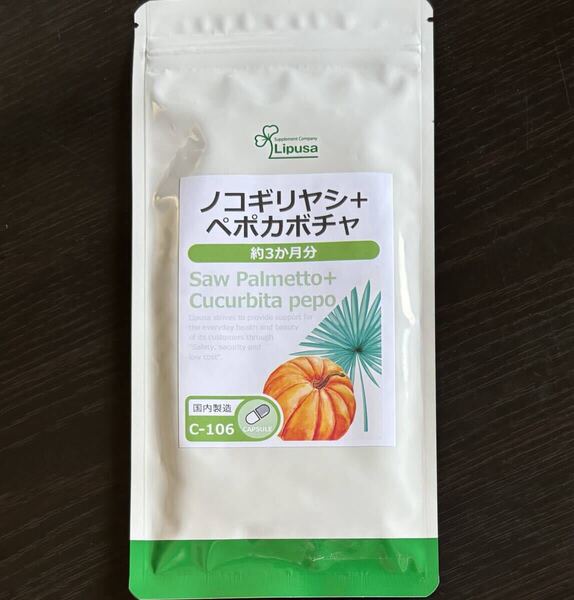 Supplement Company
Lipusa
ノコギリヤシ+
ペポカボチャ
約3か月分
Saw Palmetto+
Cucurbita pepo
Lipusa strives to provide support for
the everyday health and beauty
of its customers through
"Safety, security and
low cost".
国内製造
C-106
CAPSULE